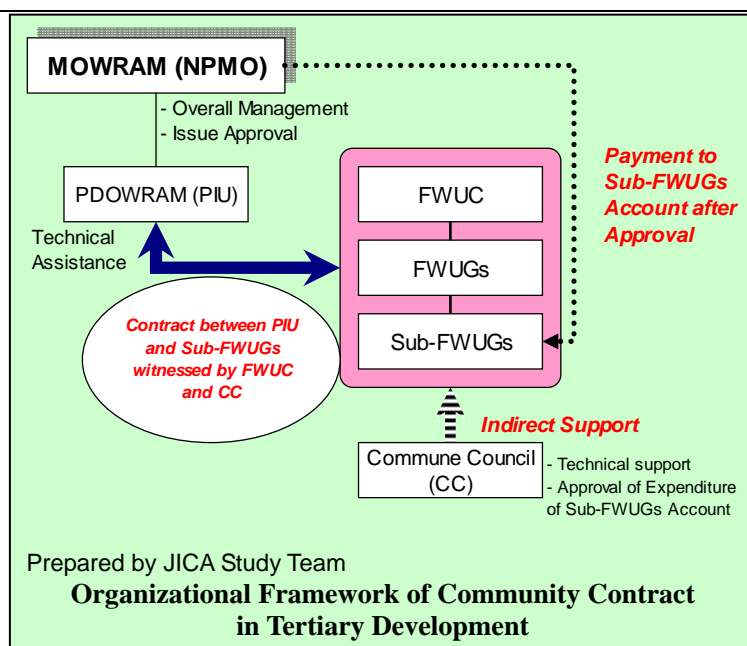 MOWRAM (NPMO)
- Overall Management
- Issue Approval
PDOWRAM (PIU)
Technical
Assistance
FWUC
FWUGs
Sub-FWUGs
Payment to
Sub-FWUGs
Account after
Approval
Contract between PIU
and Sub-FWUGs
witnessed by FWUC
and CC
Indirect Support
Commune Council
(CC)
- Technical support
- Approval of Expenditure
of Sub-FWUGs Account
Prepared by JICA Study Team
Organizational Framework of Community Contract
in Tertiary Development